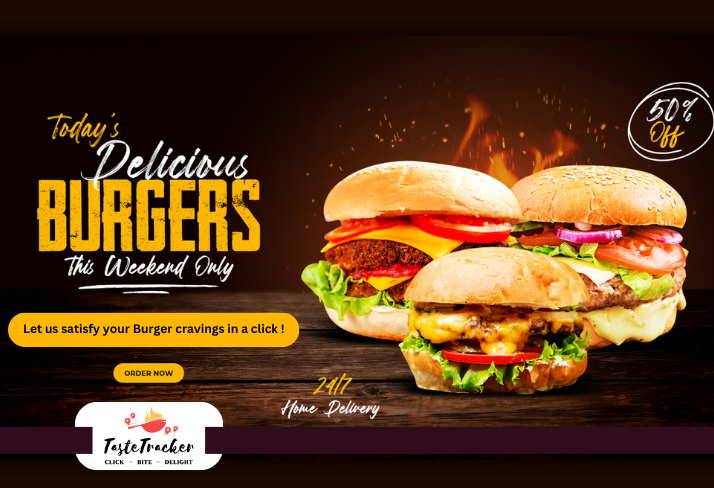 Today's
Delicious
BURGERS
This Weekend Only
50%
Off
Let us satisfy your Burger cravings in a click !
ORDER NOW
24/7
Home Delivery
TasteTracker
CLICK - BITE - DELIGHT